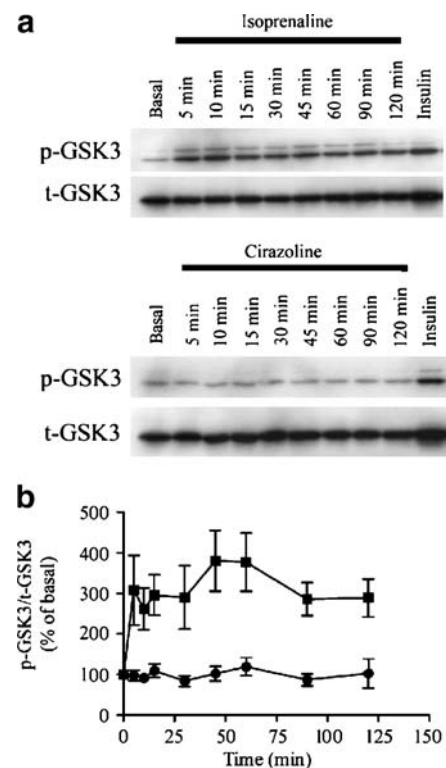 a
Isoprenaline
Basal
5 min
10 min
15 min
30 min
45 min
60 min
90 min
120 min
Insulin
p-GSK3
t-GSK3
Cirazoline
Basal
5 min
10 min
15 min
30 min
45 min
60 min
90 min
120 min
Insulin
p-GSK3
t-GSK3
b
p-GSK3/t-GSK3
(% of basal)
500
400
300
200
100
0
0 25 50 75 100 125 150
Time (min)